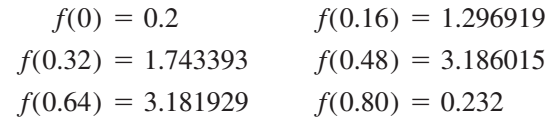 f(0) = 0.2 f(0.16) = 1.296919
f(0.32) = 1.743393 f(0.48) = 3.186015
f(0.64) = 3.181929 f(0.80) = 0.232